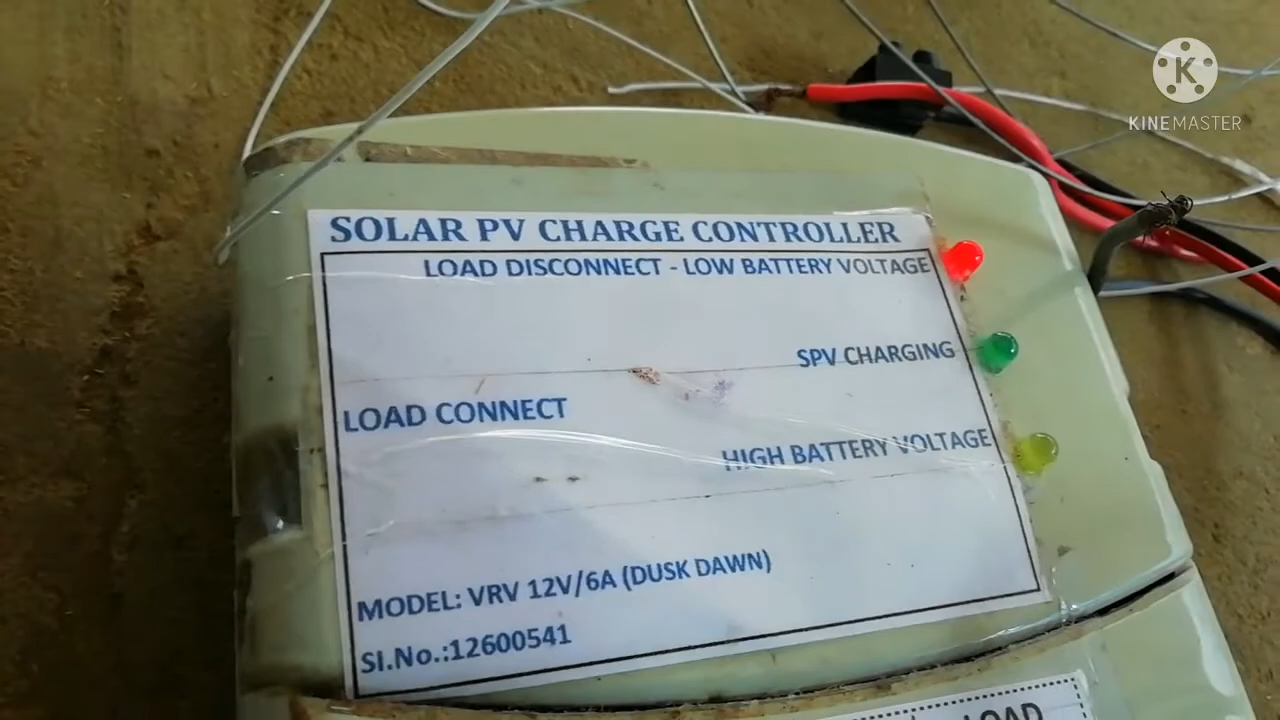 KINEMASTER
SOLAR PV CHARGE CONTROLLER
LOAD DISCONNECT - LOW BATTERY VOLTAGE
SPV CHARGING
LOAD CONNECT
HIGH BATTERY VOLTAGE
MODEL: VRV 12V/6A (DUSK DAWN)
SI.No.:12600541
LOAD